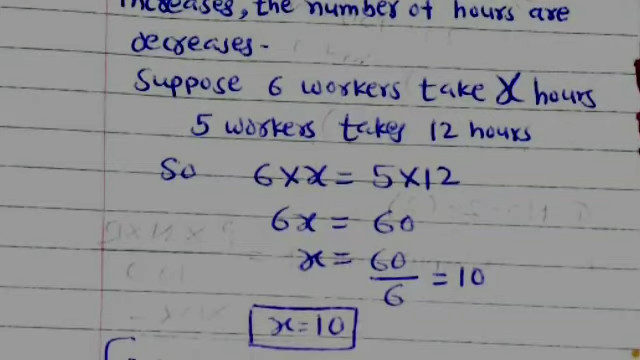 increases, the number of hours are
decreases.
Suppose 6 workers take x hours
5 workers takes 12 hours
So 6×x = 5×12
6x = 60
x = 60/6 = 10
x=10